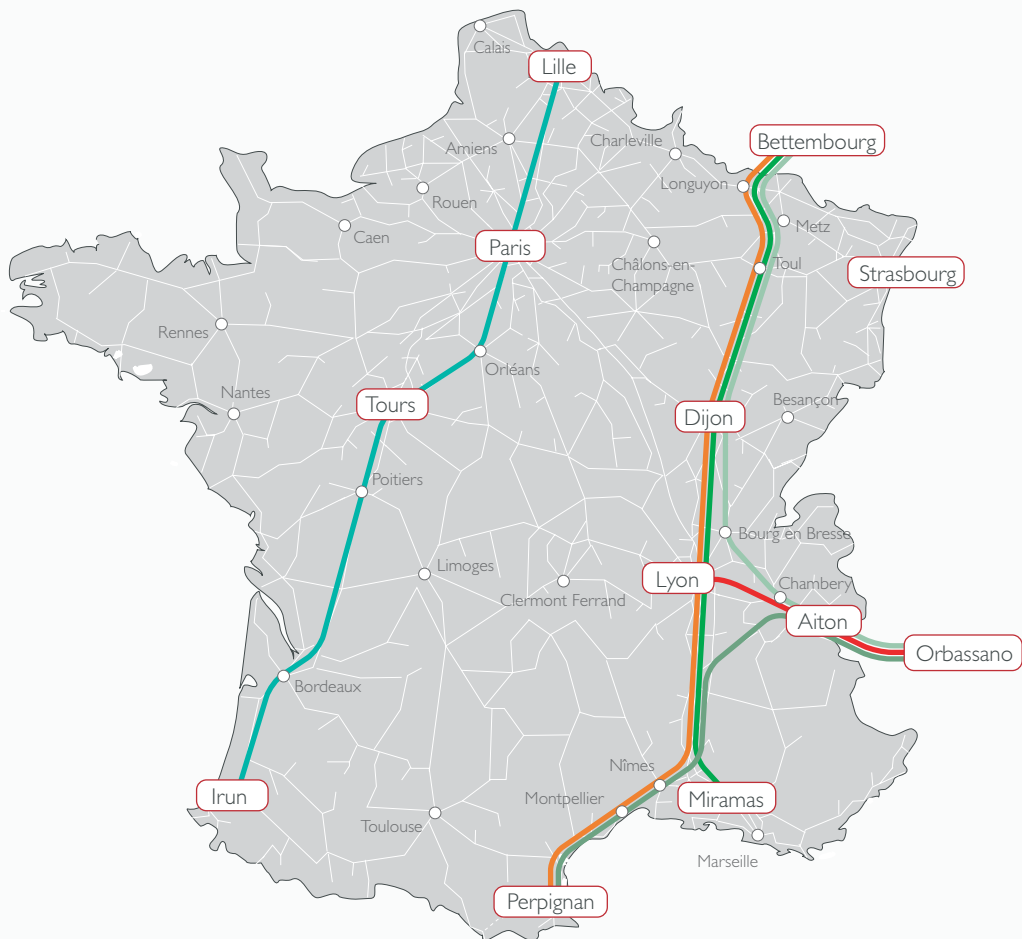 Calais
Lille
Amiens
Charleville
Bettembourg
Longuyon
Rouen
Metz
Caen
Paris
Châlons-en-
Champagne
Toul
Strasbourg
Rennes
Orléans
Nantes
Tours
Besançon
Dijon
Poitiers
Bourg en Bresse
Limoges
Lyon
Chambery
Clermont Ferrand
Aiton
Orbassano
Bordeaux
Nîmes
Irun
Montpellier
Miramas
Toulouse
Marseille
Perpignan